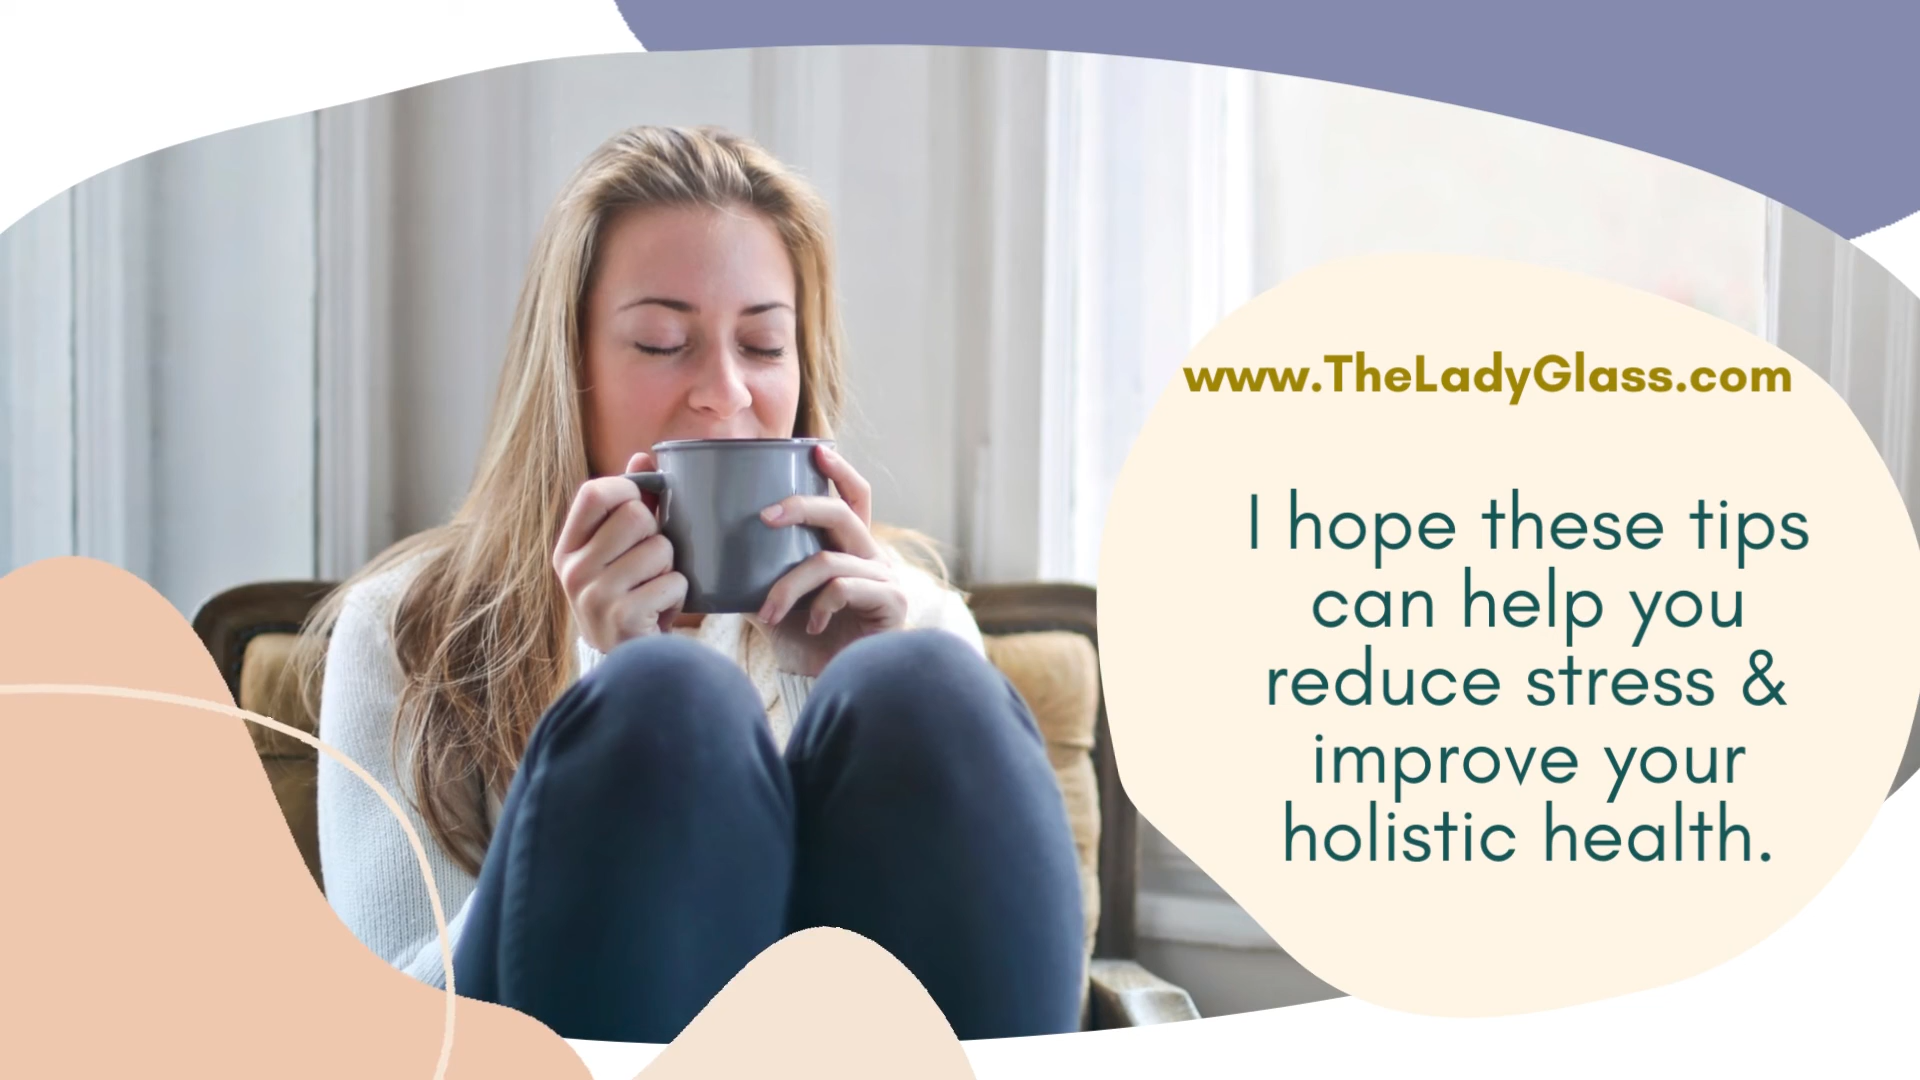 www.TheLadyGlass.com
I hope these tips
can help you
reduce stress &
improve your
holistic health.